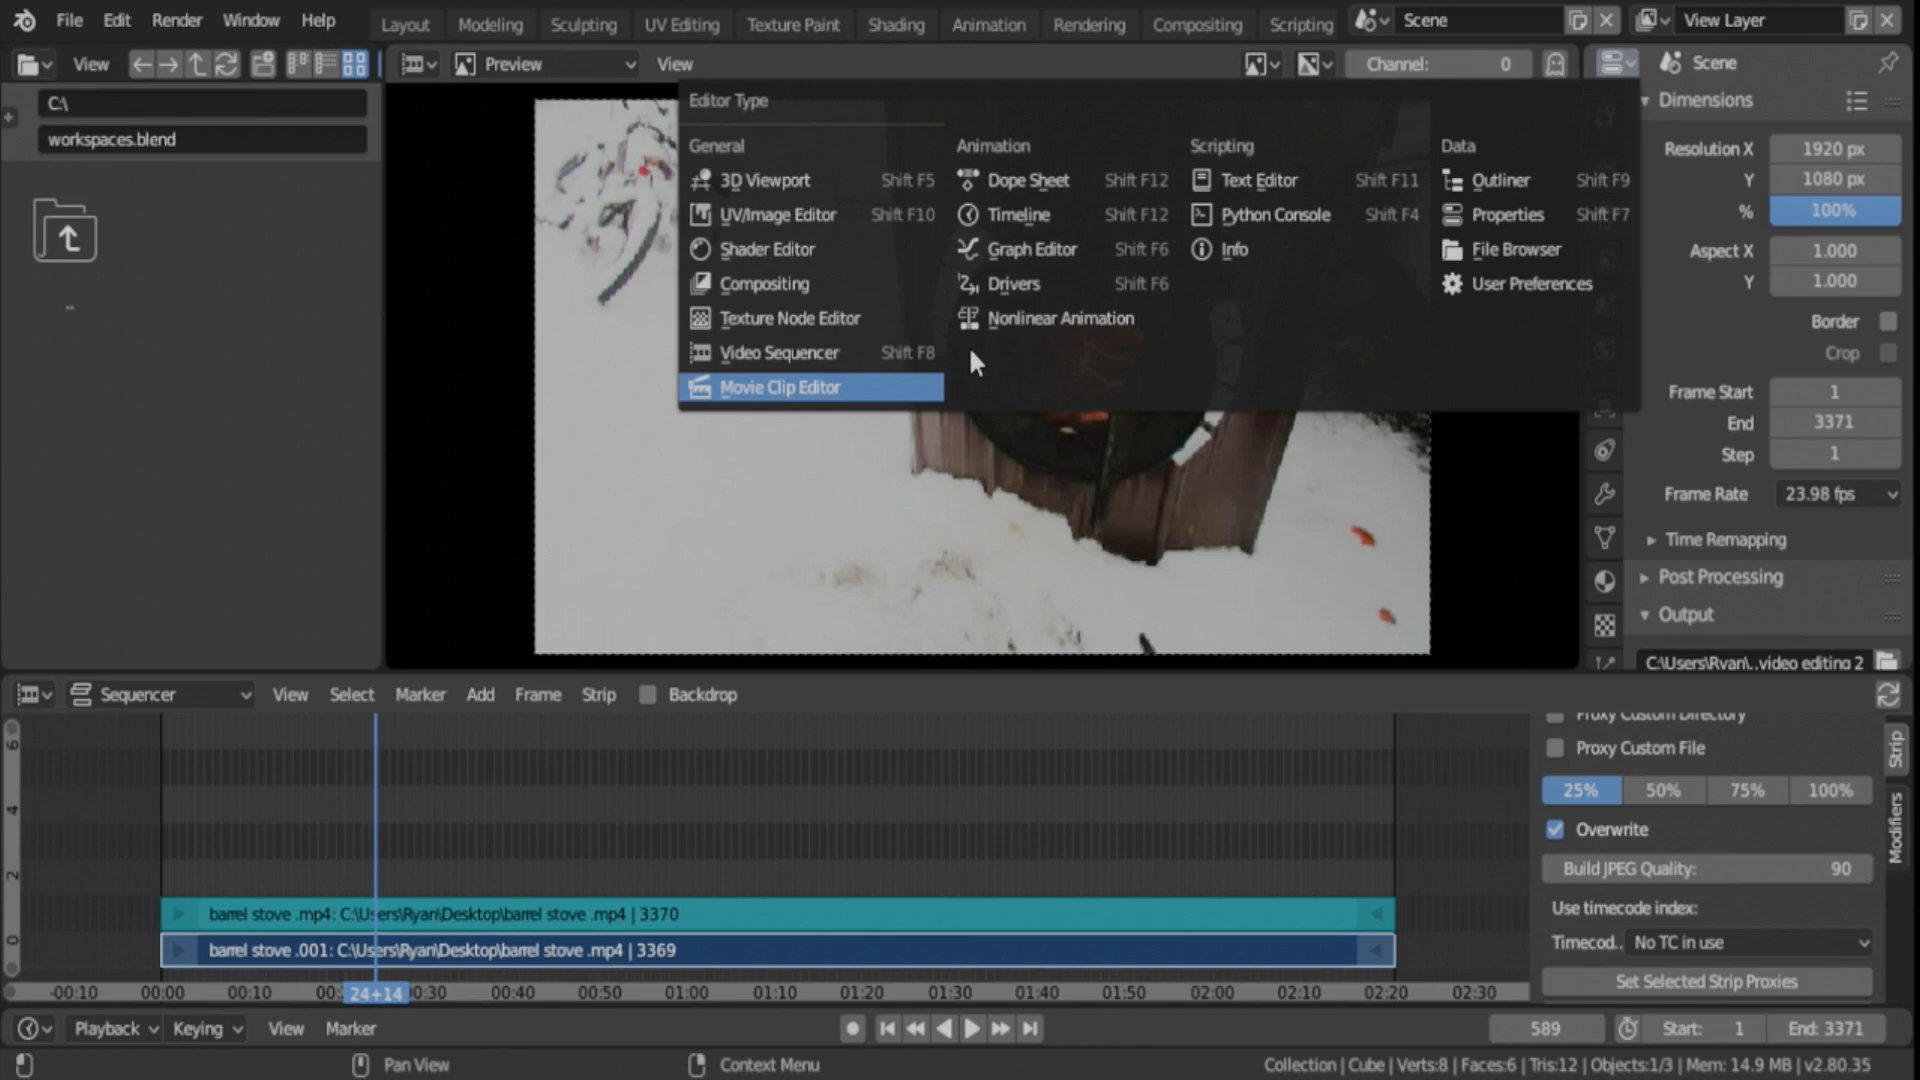 File Edit Render Window Help Layout Modeling Sculpting UV Editing Texture Paint Shading Animation Rendering Compositing Scripting Scene View Layer
View Preview View Channel: 0 Scene
C:\
workspaces.blend
..
Editor Type
General Animation Scripting Data
3D Viewport Shift F5 Dope Sheet Shift F12 Text Editor Shift F11 Outliner Shift F9
UV/Image Editor Shift F10 Timeline Shift F12 Python Console Shift F4 Properties Shift F7
Shader Editor Graph Editor Shift F6 Info File Browser
Compositing Drivers Shift F6 User Preferences
Texture Node Editor Nonlinear Animation
Video Sequencer Shift F8
Movie Clip Editor
Dimensions
Resolution X 1920 px
Y 1080 px
% 100%
Aspect X 1.000
Y 1.000
Border
Crop
Frame Start 1
End 3371
Step 1
Frame Rate 23.98 fps
Time Remapping
Post Processing
Output
C:\Users\Ryan\..video editing 2
Sequencer View Select Marker Add Frame Strip Backdrop
6
4
2
0
barrel stove .mp4: C:\Users\Ryan\Desktop\barrel stove .mp4 | 3370
barrel stove .001: C:\Users\Ryan\Desktop\barrel stove .mp4 | 3369
-00:10 00:00 00:10 00: 24+14 00:30 00:40 00:50 01:00 01:10 01:20 01:30 01:40 01:50 02:00 02:10 02:20 02:30
Proxy Custom Directory
Proxy Custom File
25% 50% 75% 100%
Overwrite
Build JPEG Quality: 90
Use timecode index:
Timecod.. No TC in use
Set Selected Strip Proxies
Strip
Modifiers
Playback Keying View Marker 589 Start: 1 End: 3371
Pan View Context Menu Collection | Cube | Verts:8 | Faces:6 | Tris:12 | Objects:1/3 | Mem: 14.9 MB | v2.80.35